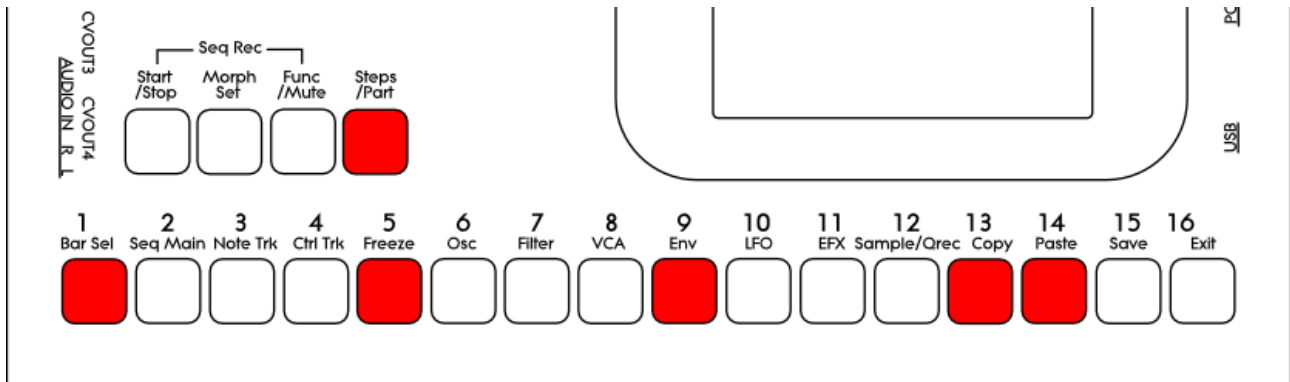 CVOUT3
CVOUT4
AUDIO IN R L
Seq Rec
Start
/Stop
Morph
Set
Func
/Mute
Steps
/Part
USB
1 2 3 4 5 6 7 8 9 10 11 12 13 14 15 16
Bar Sel Seq Main Note Trk Ctrl Trk Freeze Osc Filter VCA Env LFO EFX Sample/Qrec Copy Paste Save Exit